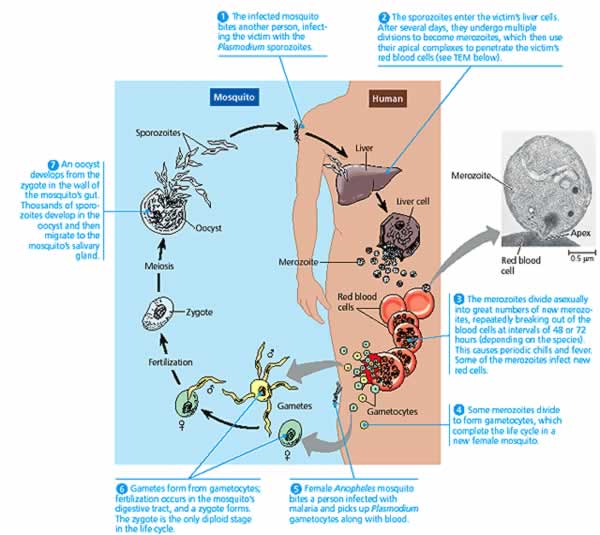 1 The infected mosquito
bites another person, infect-
ing the victim with the
Plasmodium sporozoites.
2 The sporozoites enter the victim's liver cells.
After several days, they undergo multiple
divisions to become merozoites, which then use
their apical complexes to penetrate the victim's
red blood cells (see TEM below).
Mosquito
Human
Sporozoites
Liver
7 An oocyst
develops from the
zygote in the wall of
the mosquito's gut.
Thousands of sporo-
zoites develop in the
oocyst and then
migrate to the
mosquito's salivary
gland.
Oocyst
Liver cell
Merozoite
Apex
Red blood
cell
0.5 µm
Meiosis
Merozoite
Zygote
Red blood
cells
3 The merozoites divide asexually
into great numbers of new merozo-
ites, repeatedly breaking out of the
blood cells at intervals of 48 or 72
hours (depending on the species).
This causes periodic chills and fever.
Some of the merozoites infect new
red cells.
Fertilization
♂
♂
Gametes
Gametocytes
♀
♀
4 Some merozoites divide
to form gametocytes, which
complete the life cycle in a
new female mosquito.
6 Gametes form from gametocytes;
fertilization occurs in the mosquito's
digestive tract, and a zygote forms.
The zygote is the only diploid stage
in the life cycle.
5 Female Anopheles mosquito
bites a person infected with
malaria and picks up Plasmodium
gametocytes along with blood.